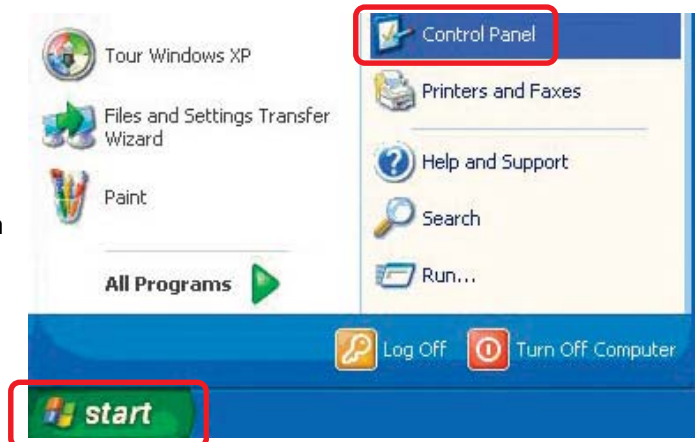 Tour Windows XP
Files and Settings Transfer
Wizard
Paint
All Programs
Control Panel
Printers and Faxes
Help and Support
Search
Run...
Log Off
Turn Off Computer
start